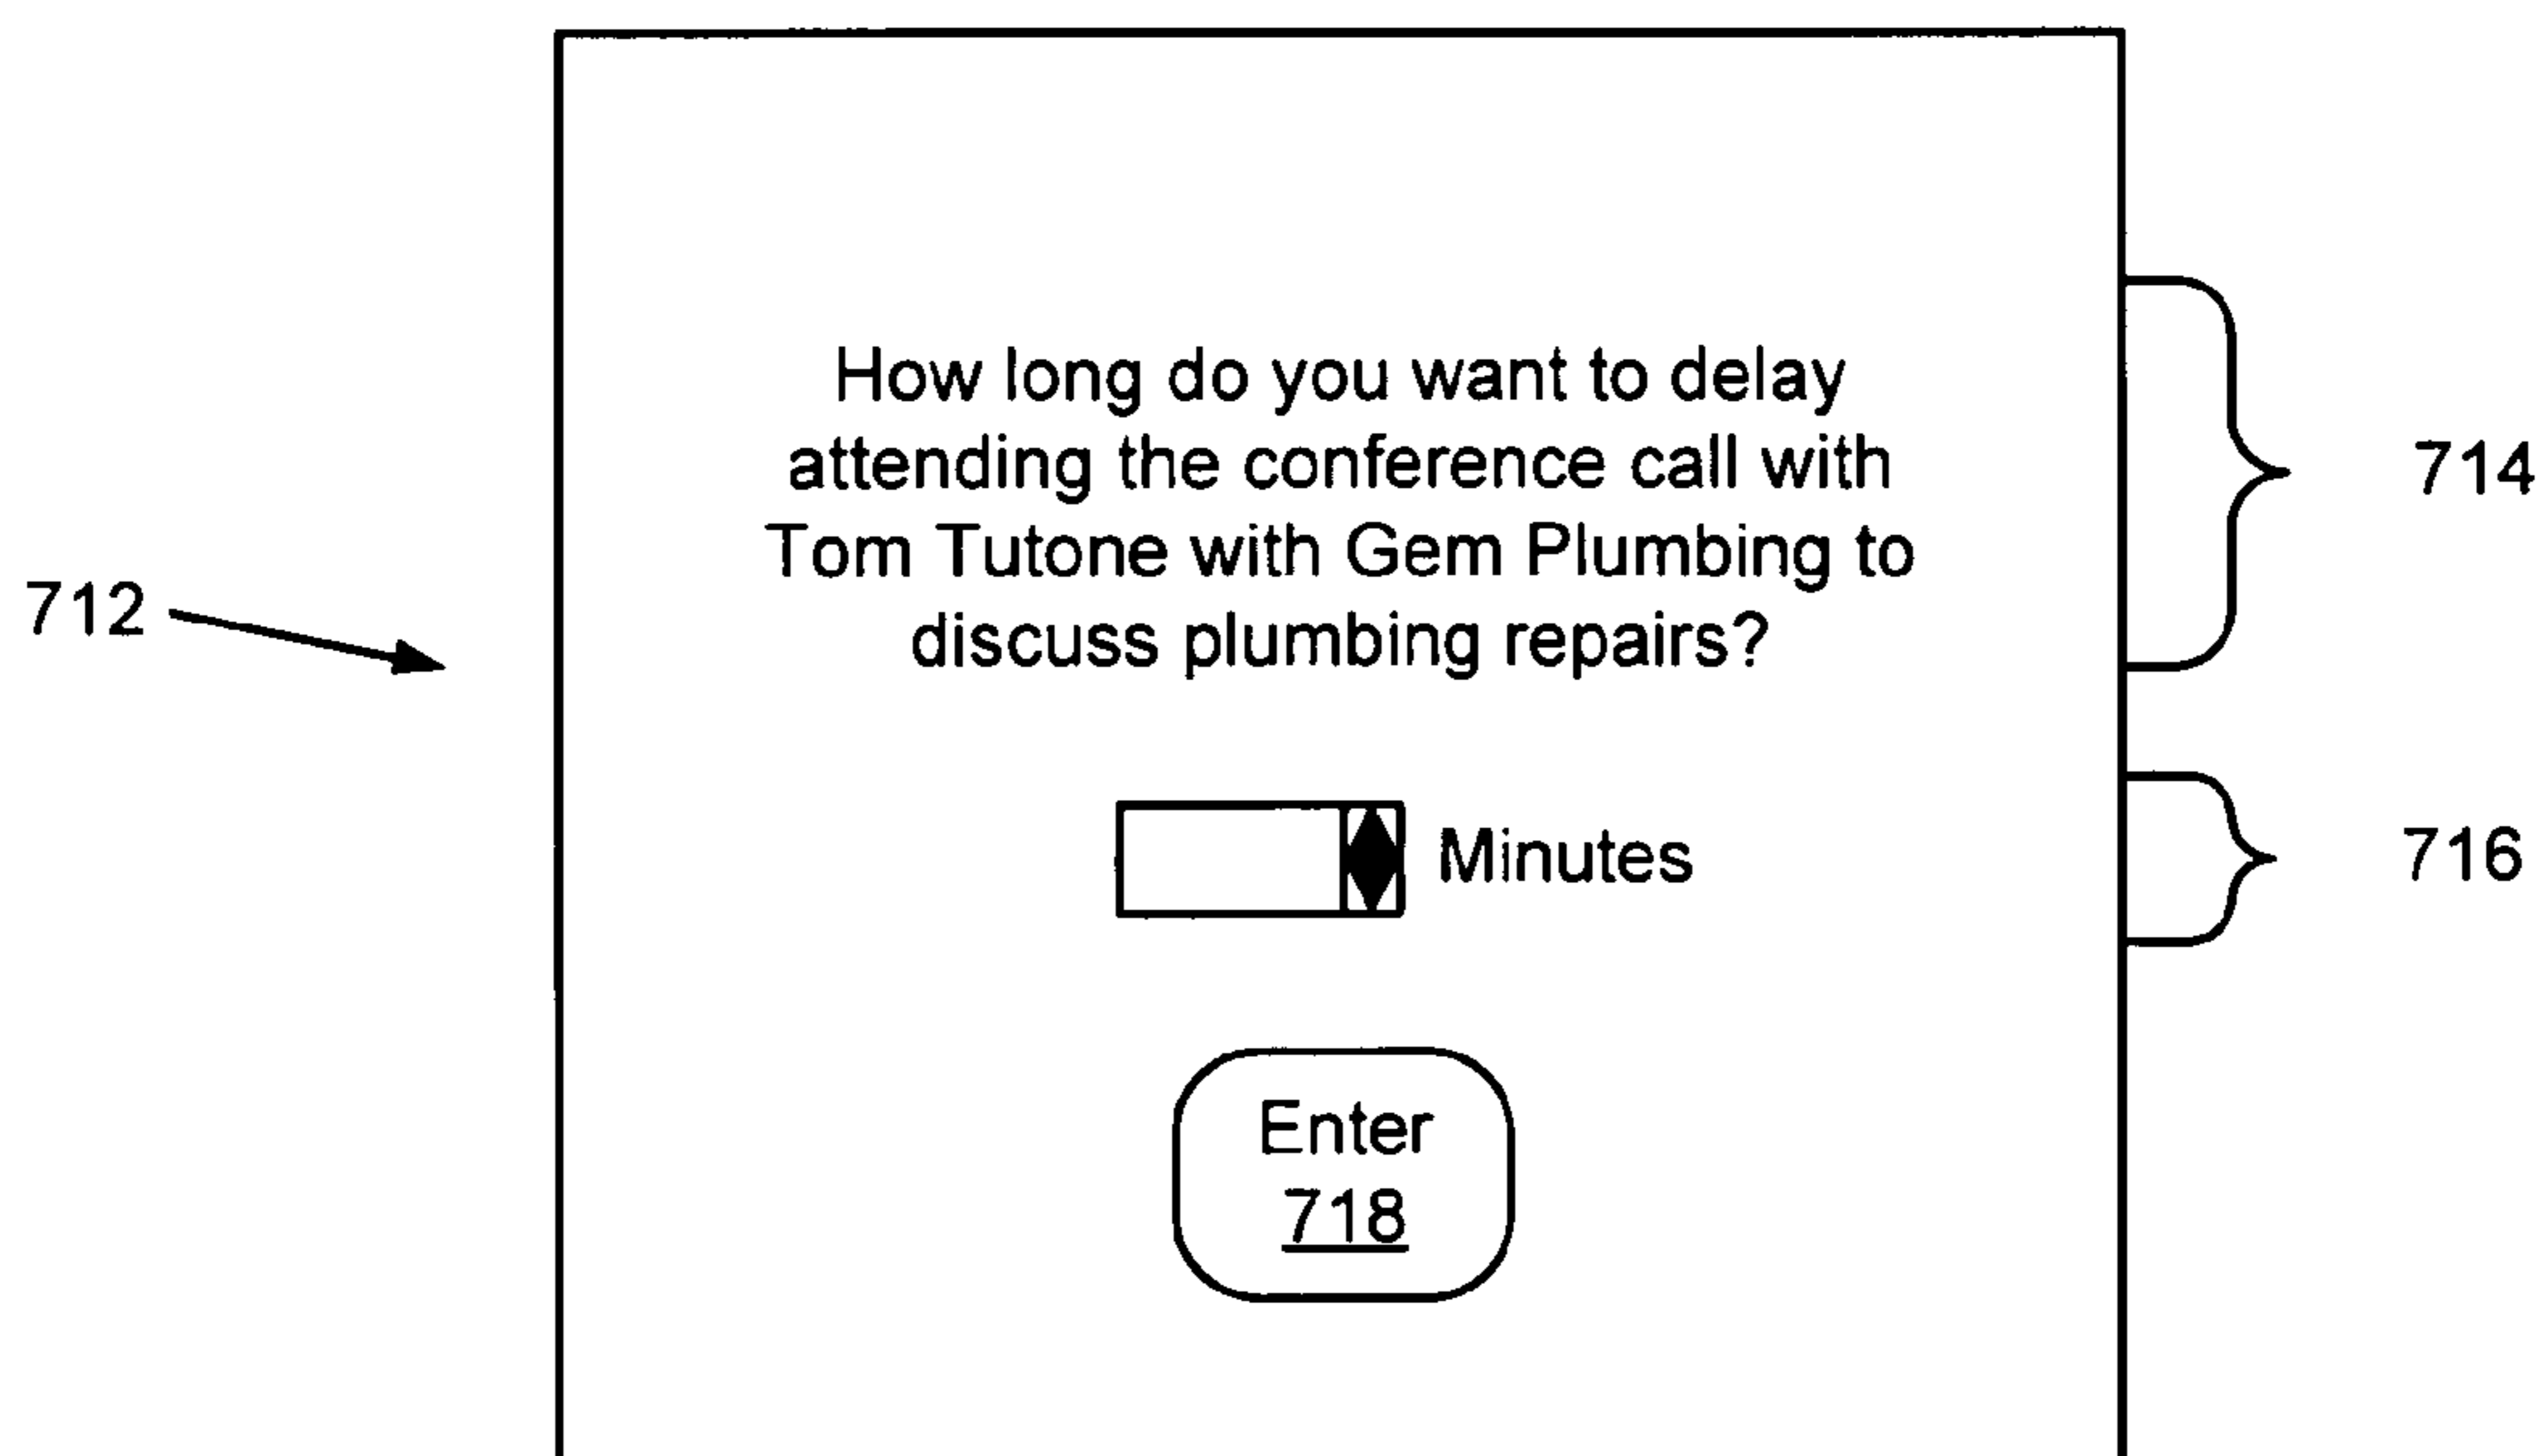 How long do you want to delay
attending the conference call with
Tom Tutone with Gem Plumbing to
discuss plumbing repairs?
714
712
Minutes
716
Enter
718